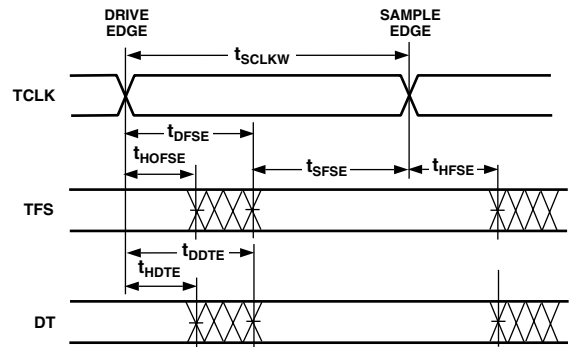 DRIVE
EDGE
SAMPLE
EDGE
tSCLKW
TCLK
tDFSE
tHOFSE
tSFSE
tHFSE
TFS
tDDTE
tHDTE
DT